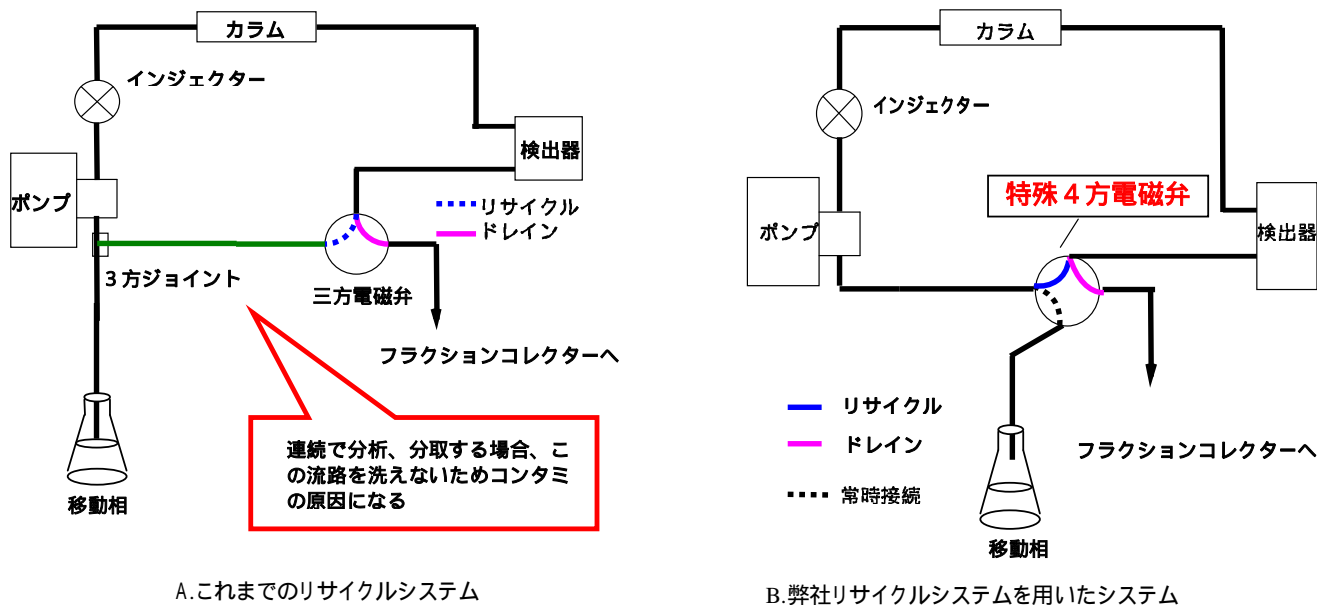 カラム
インジェクター
検出器
ポンプ
リサイクル
ドレイン
3方ジョイント
三方電磁弁
フラクションコレクターへ
連続で分析、分取する場合、こ
の流路を洗えないためコンタミ
の原因になる
移動相
A.これまでのリサイクルシステム
カラム
インジェクター
特殊4方電磁弁
ポンプ
検出器
リサイクル
ドレイン
フラクションコレクターへ
常時接続
移動相
B.弊社リサイクルシステムを用いたシステム